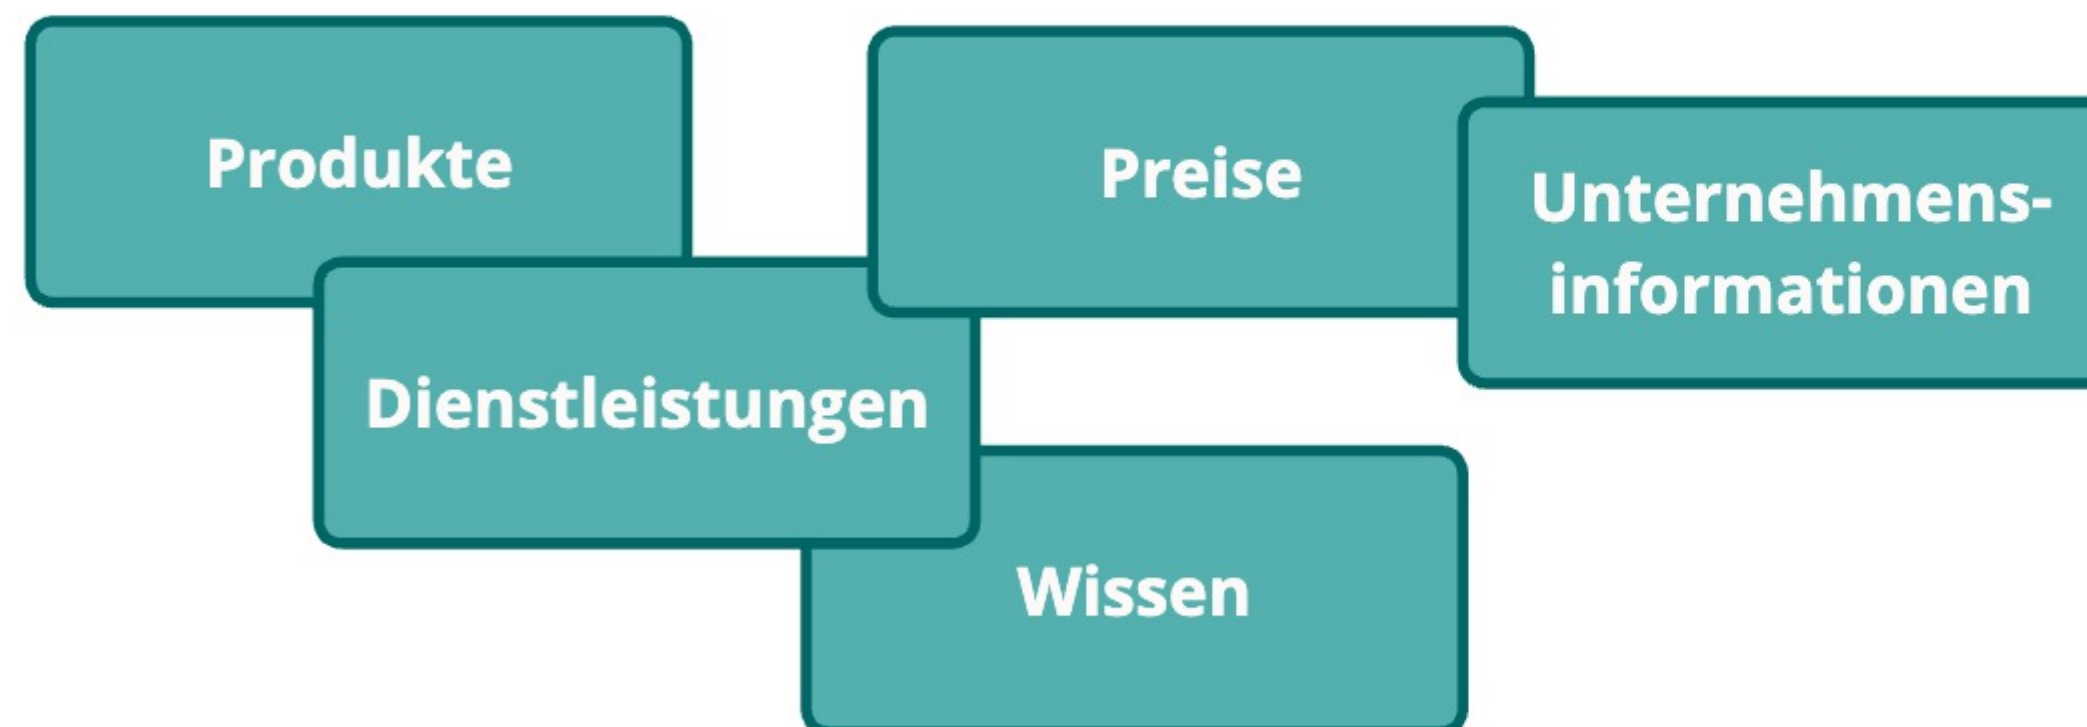 Produkte
Preise
Unternehmens-
informationen
Dienstleistungen
Wissen